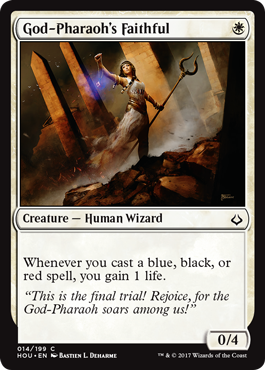 God-Pharaoh's Faithful
Creature — Human Wizard
Whenever you cast a blue, black, or
red spell, you gain 1 life.
"This is the final trial! Rejoice, for the
God-Pharaoh soars among us!"
0/4
014/199 C
HOU • EN Bastien L. Deharme
™ & © 2017 Wizards of the Coast